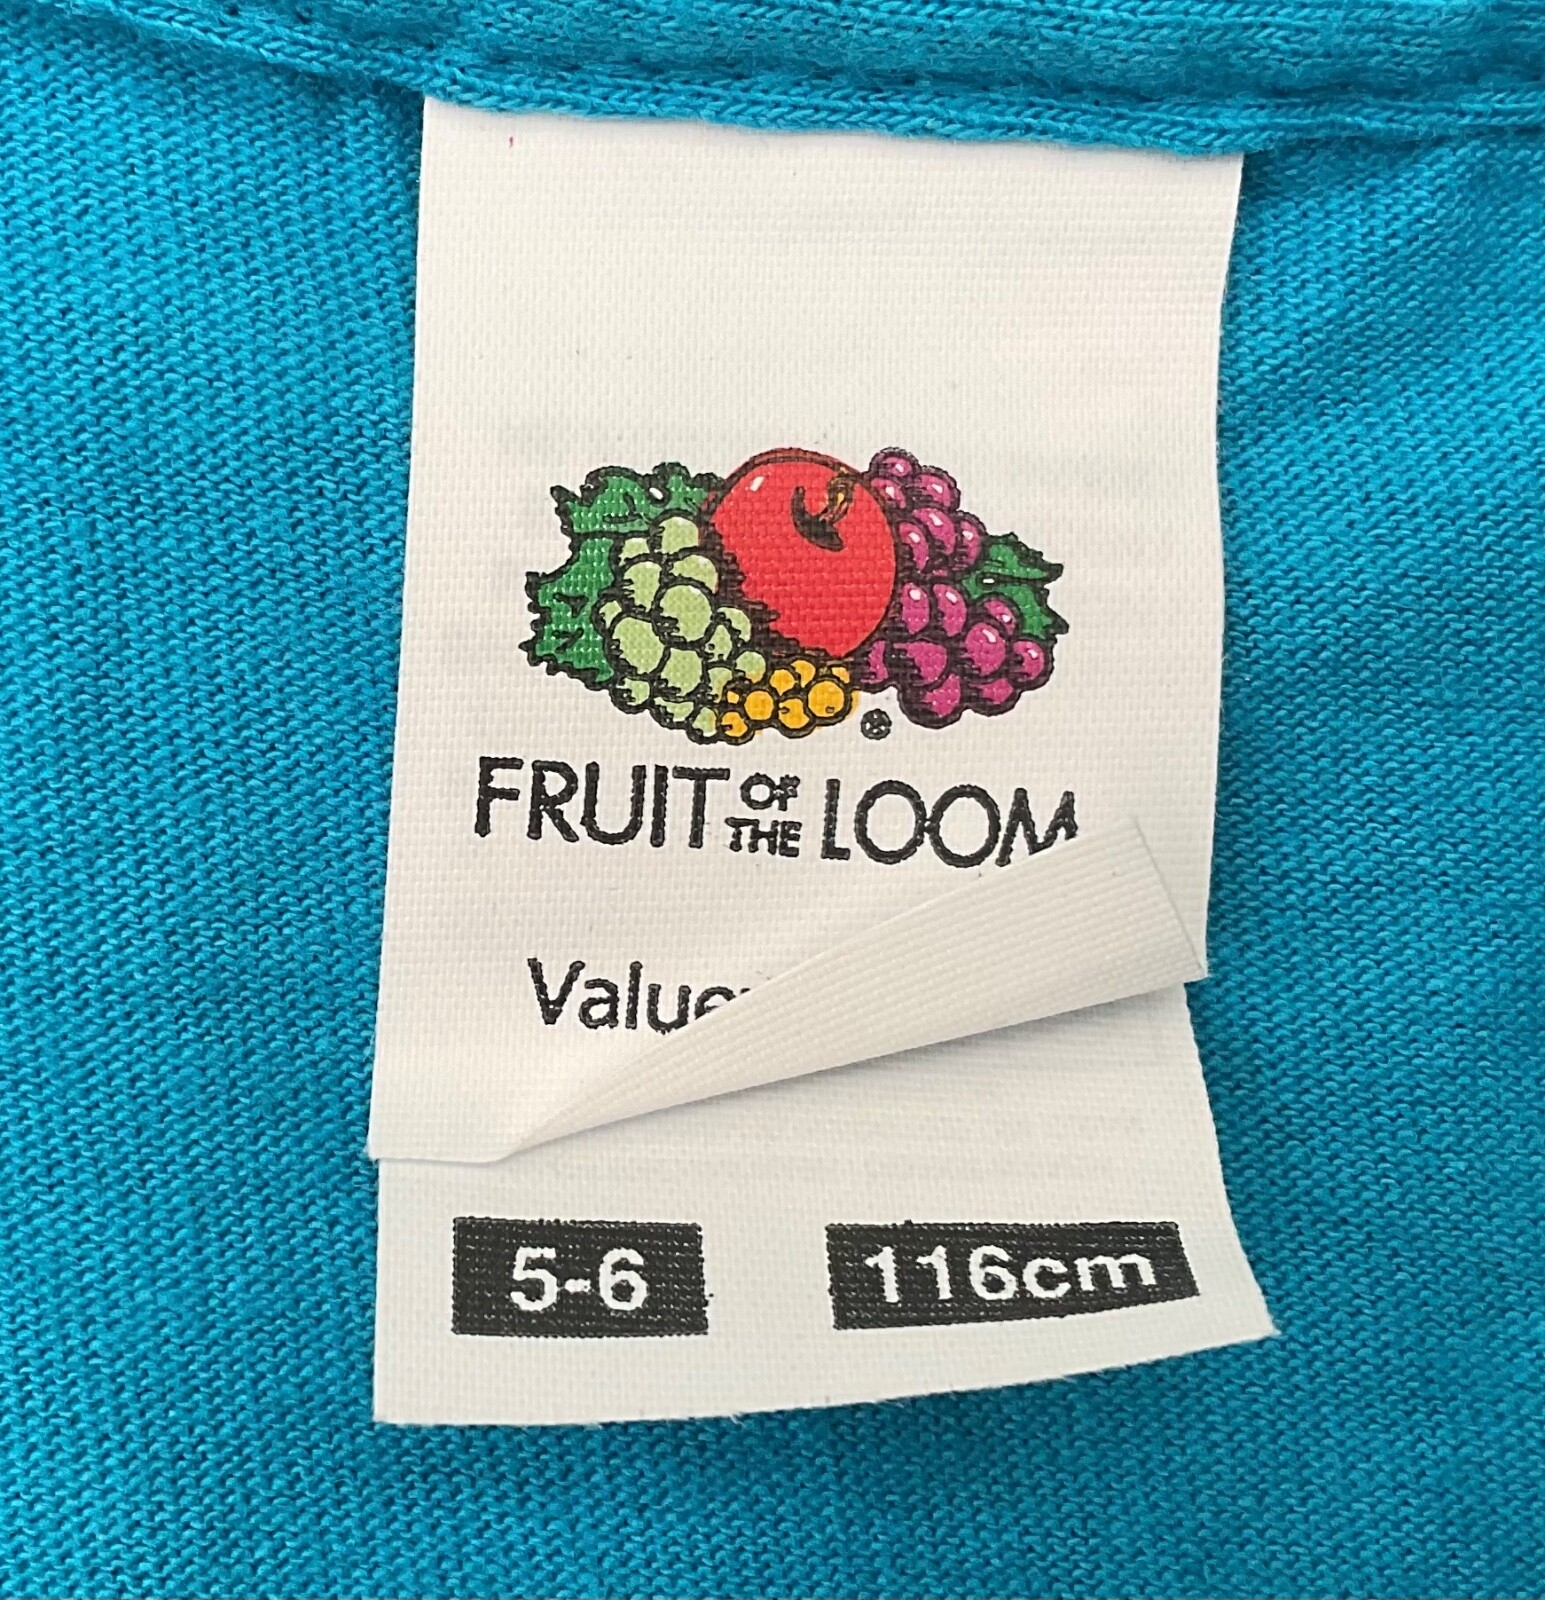 FRUIT OF THE LOOM
5-6 116cm